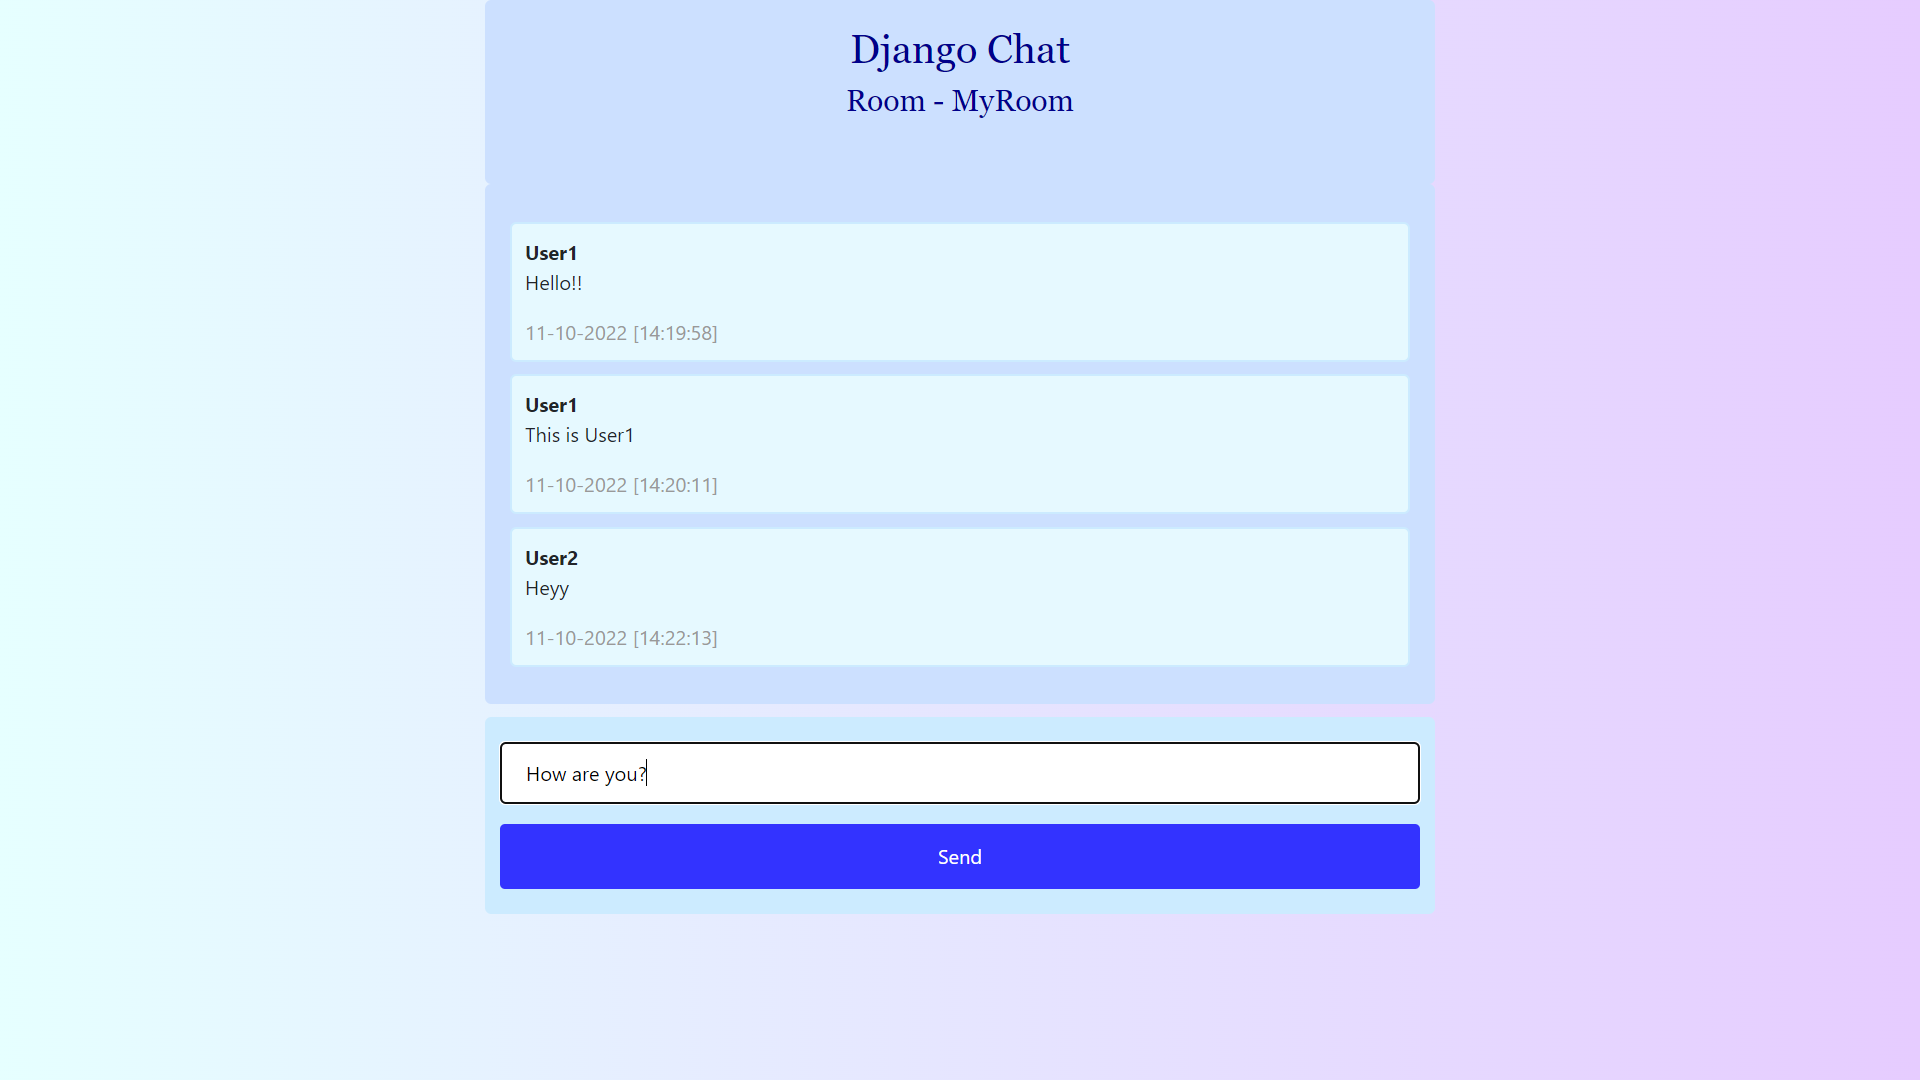 Django Chat
Room - MyRoom
User1
Hello!!
11-10-2022 [14:19:58]
User1
This is User1
11-10-2022 [14:20:11]
User2
Heyy
11-10-2022 [14:22:13]
How are you?
Send